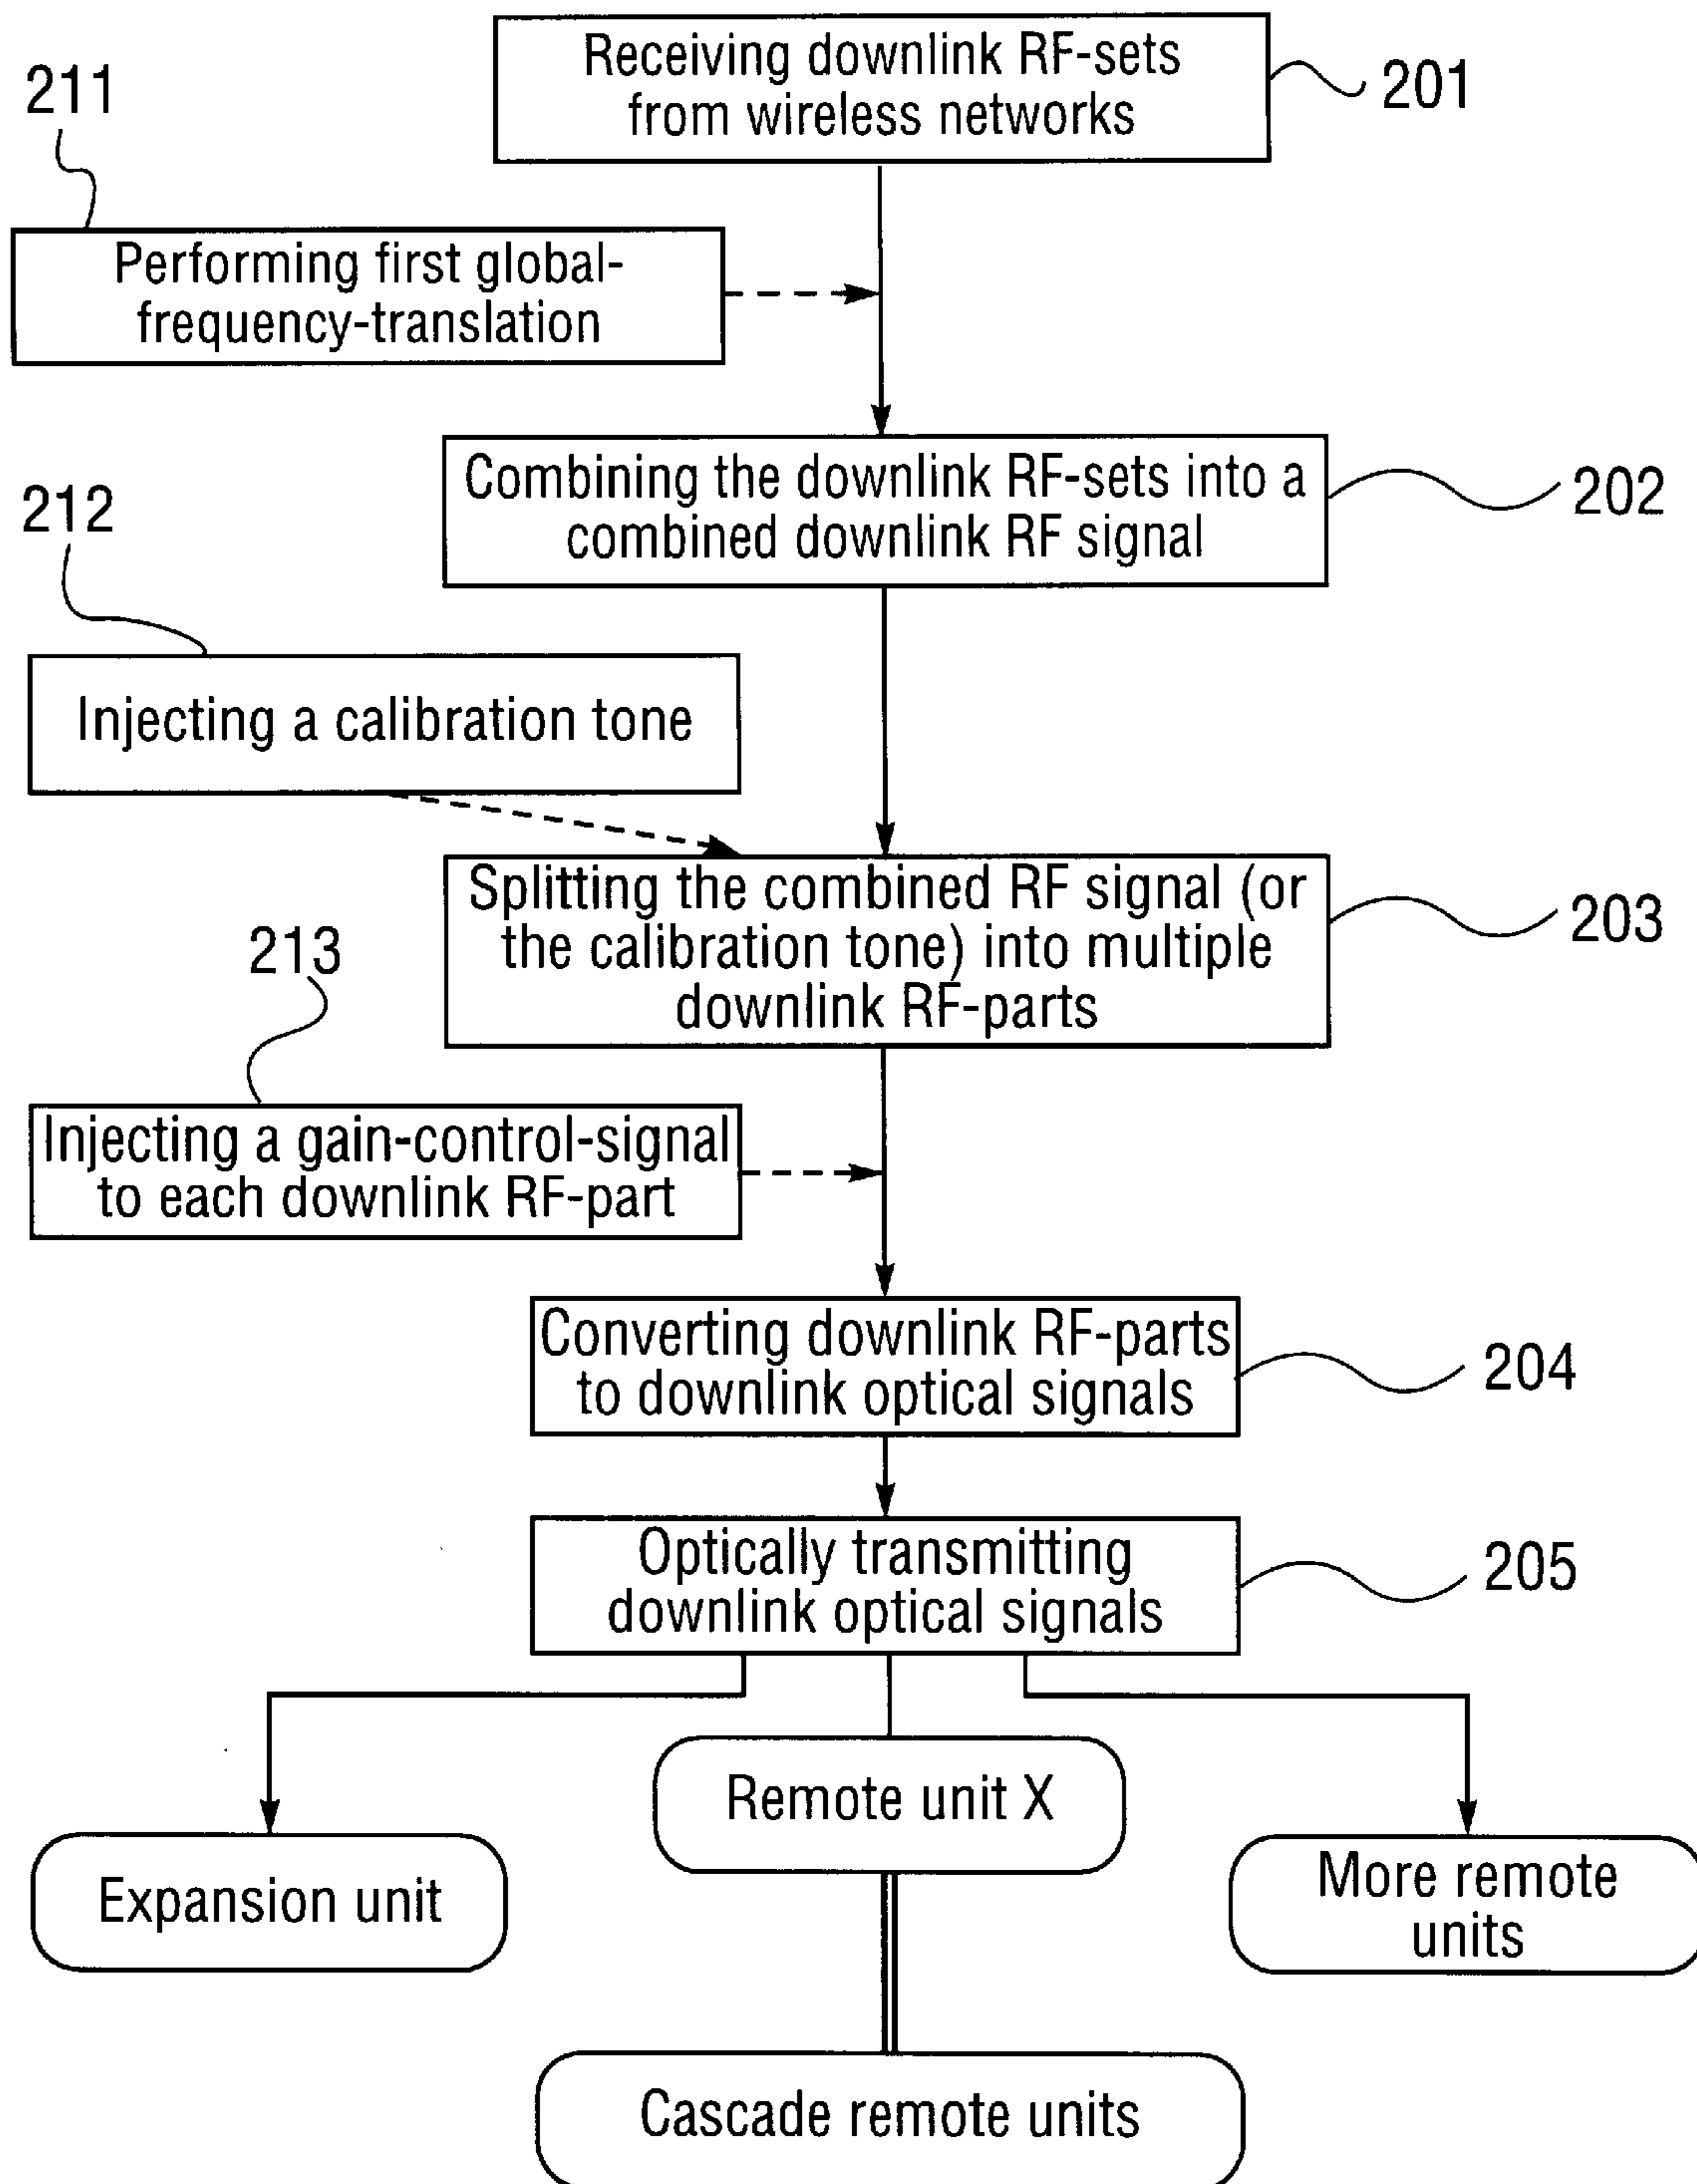 Receiving downlink RF-sets
from wireless networks
201
211
Performing first global-
frequency-translation
Combining the downlink RF-sets into a
combined downlink RF signal
202
212
Injecting a calibration tone
Splitting the combined RF signal (or
the calibration tone) into multiple
downlink RF-parts
203
213
Injecting a gain-control-signal
to each downlink RF-part
Converting downlink RF-parts
to downlink optical signals
204
Optically transmitting
downlink optical signals
205
Remote unit X
Expansion unit
More remote
units
Cascade remote units